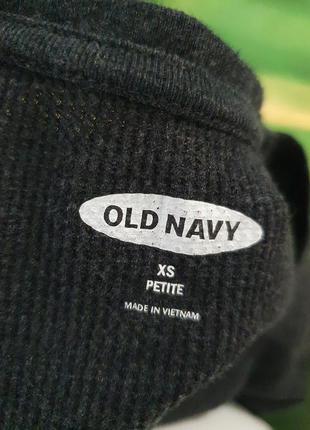 OLD NAVY
XS
PETITE
MADE IN VIETNAM